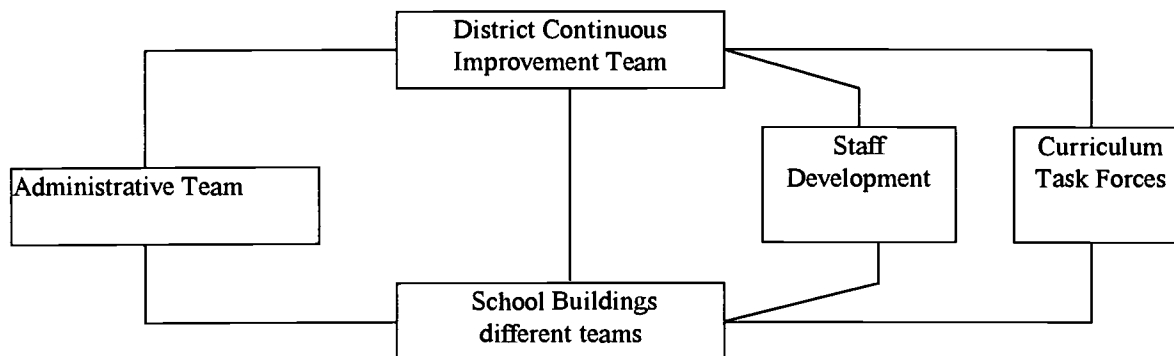 District Continuous
Improvement Team
Administrative Team
Staff
Development
Curriculum
Task Forces
School Buildings
different teams